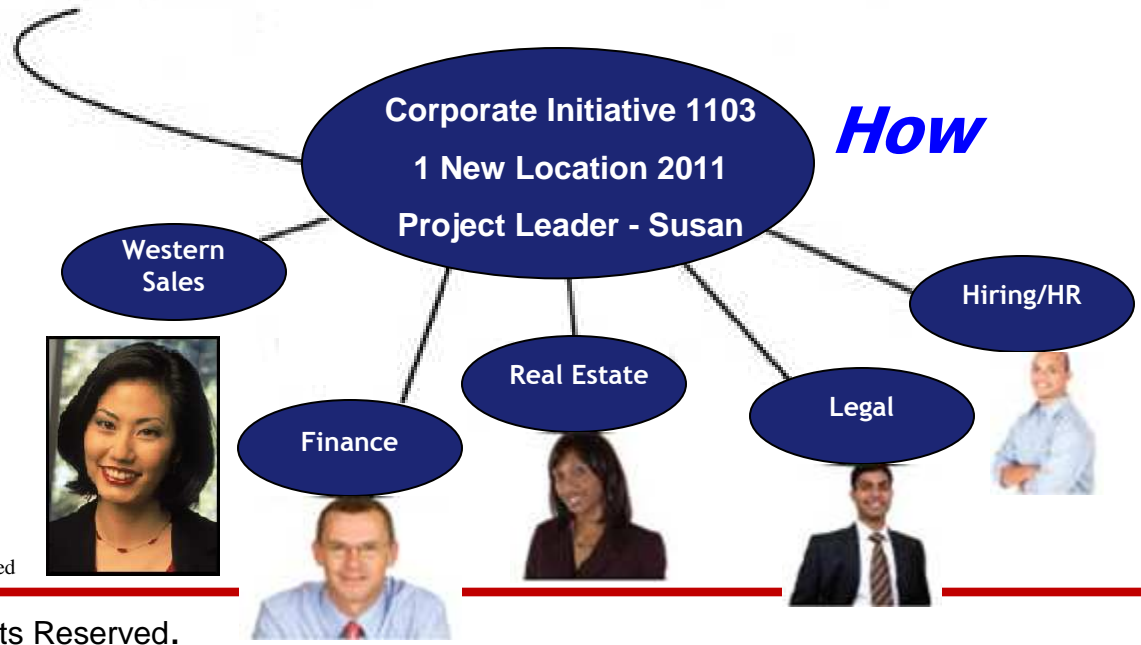 Corporate Initiative 1103
1 New Location 2011
Project Leader - Susan
How
Western
Sales
Hiring/HR
Real Estate
Legal
Finance
ed
ts Reserved.